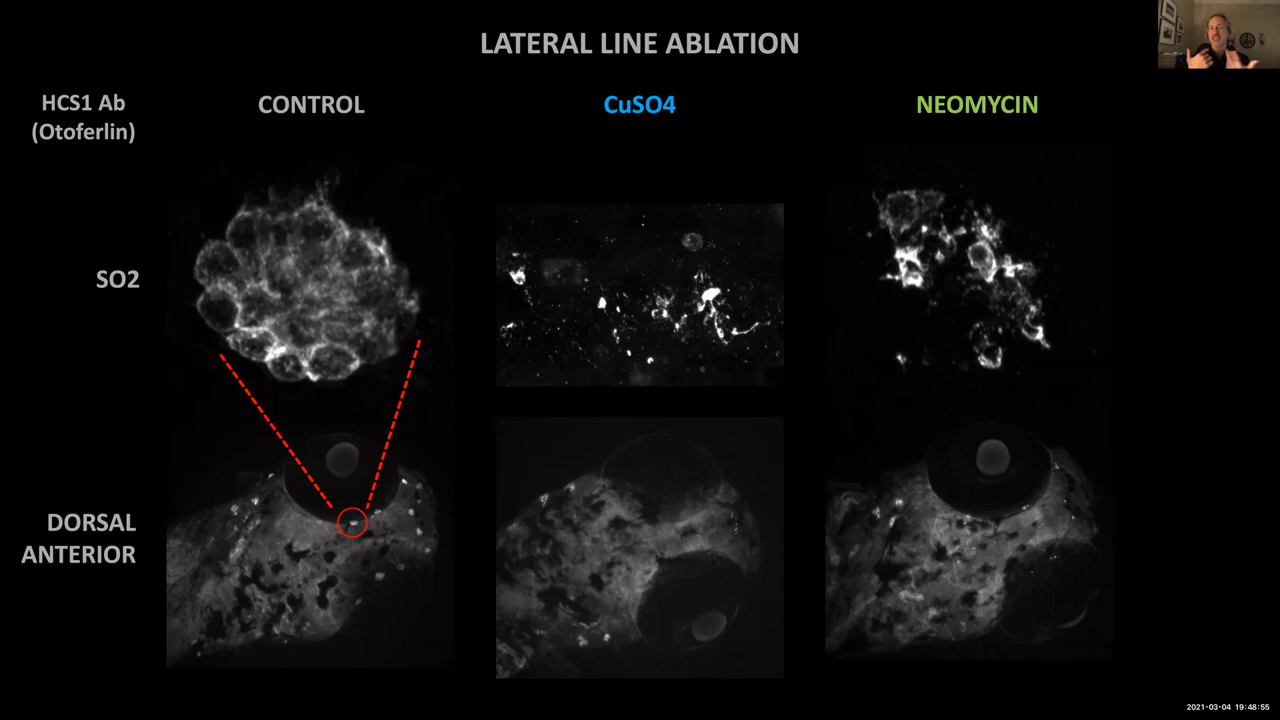 LATERAL LINE ABLATION
HCS1 Ab
(Otoferlin)
CONTROL
CuSO4
NEOMYCIN
SO2
DORSAL
ANTERIOR
2021-03-04 19:48:55